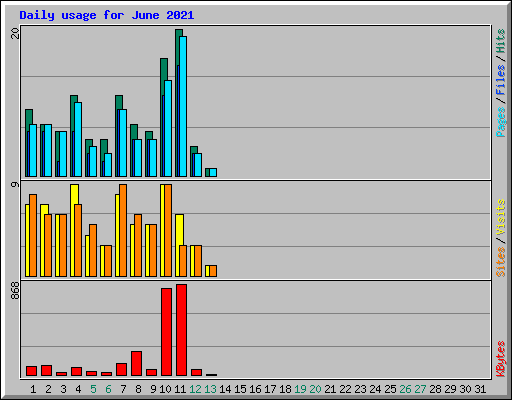 Daily usage for June 2021
20
Pages / Files / Hits
9
Sites / Visits
868
KBytes
1 2 3 4 5 6 7 8 9 10 11 12 13 14 15 16 17 18 19 20 21 22 23 24 25 26 27 28 29 30 31